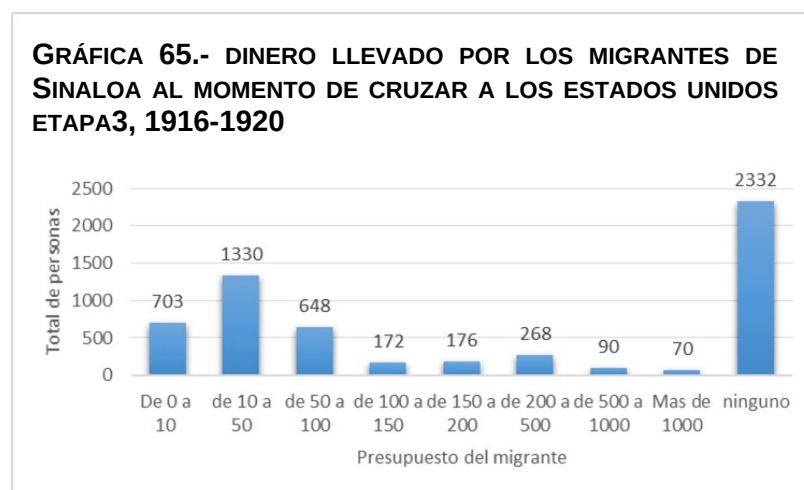 GRÁFICA 65.- DINERO LLEVADO POR LOS MIGRANTES DE
SINALOA AL MOMENTO DE CRUZAR A LOS ESTADOS UNIDOS
ETAPA3, 1916-1920
Total de personas
2500
2000
1500
1000
500
0
703
1330
648
172
176
268
90
70
2332
De 0 a 10
de 10 a 50
de 50 a 100
de 100 a 150
de 150 a 200
de 200 a 500
de 500 a 1000
Mas de 1000
ninguno
Presupuesto del migrante